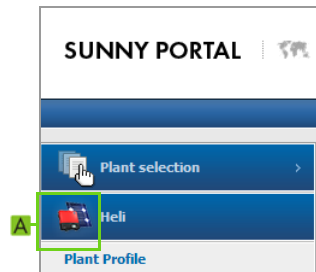 SUNNY PORTAL
Plant selection
A
Heli
Plant Profile